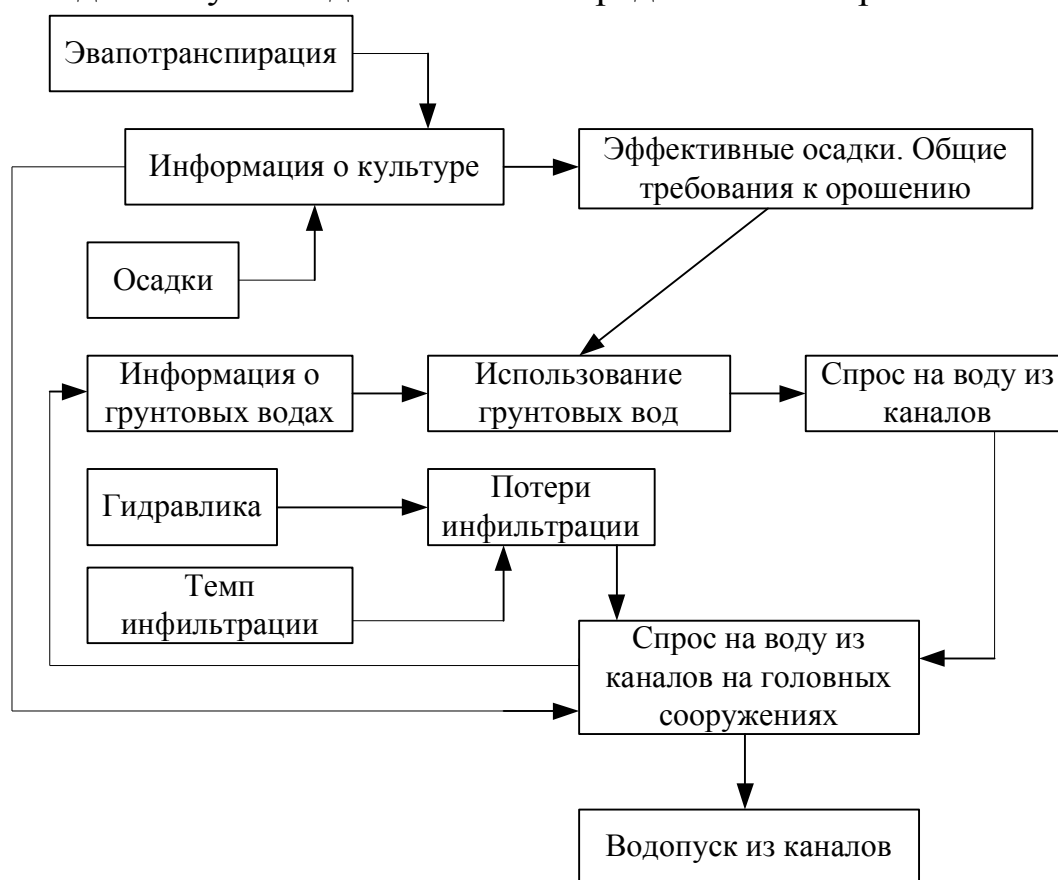 Эвапотранспирация
Информация о культуре
Эффективные осадки. Общие
требования к орошению
Осадки
Информация о
грунтовых водах
Использование
грунтовых вод
Спрос на воду из
каналов
Гидравлика
Потери
инфильтрации
Темп
инфильтрации
Спрос на воду из
каналов на головных
сооружениях
Водопуск из каналов